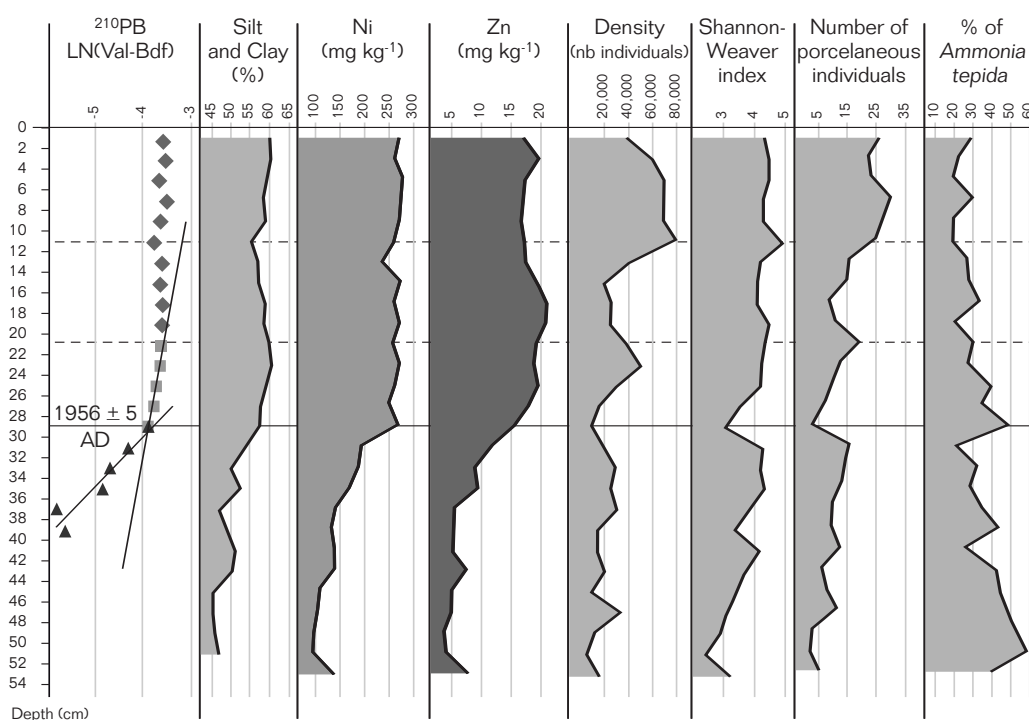 ²¹⁰PB
LN(Val-Bdf)
Silt
and Clay
(%)
Ni
(mg kg⁻¹)
Zn
(mg kg⁻¹)
Density
(nb individuals)
Shannon-
Weaver
index
Number of
porcelaneous
individuals
% of
Ammonia
tepida
-5 -4 -3
45 50 55 60 65
100 150 200 250 300
5 10 15 20
20,000 40,000 60,000 80,000
3 4 5
5 15 25 35
10 20 30 40 50 60
0
2
4
6
8
10
12
14
16
18
20
22
24
26
28
1956 ± 5
30
AD
32
34
36
38
40
42
44
46
48
50
52
54
Depth (cm)